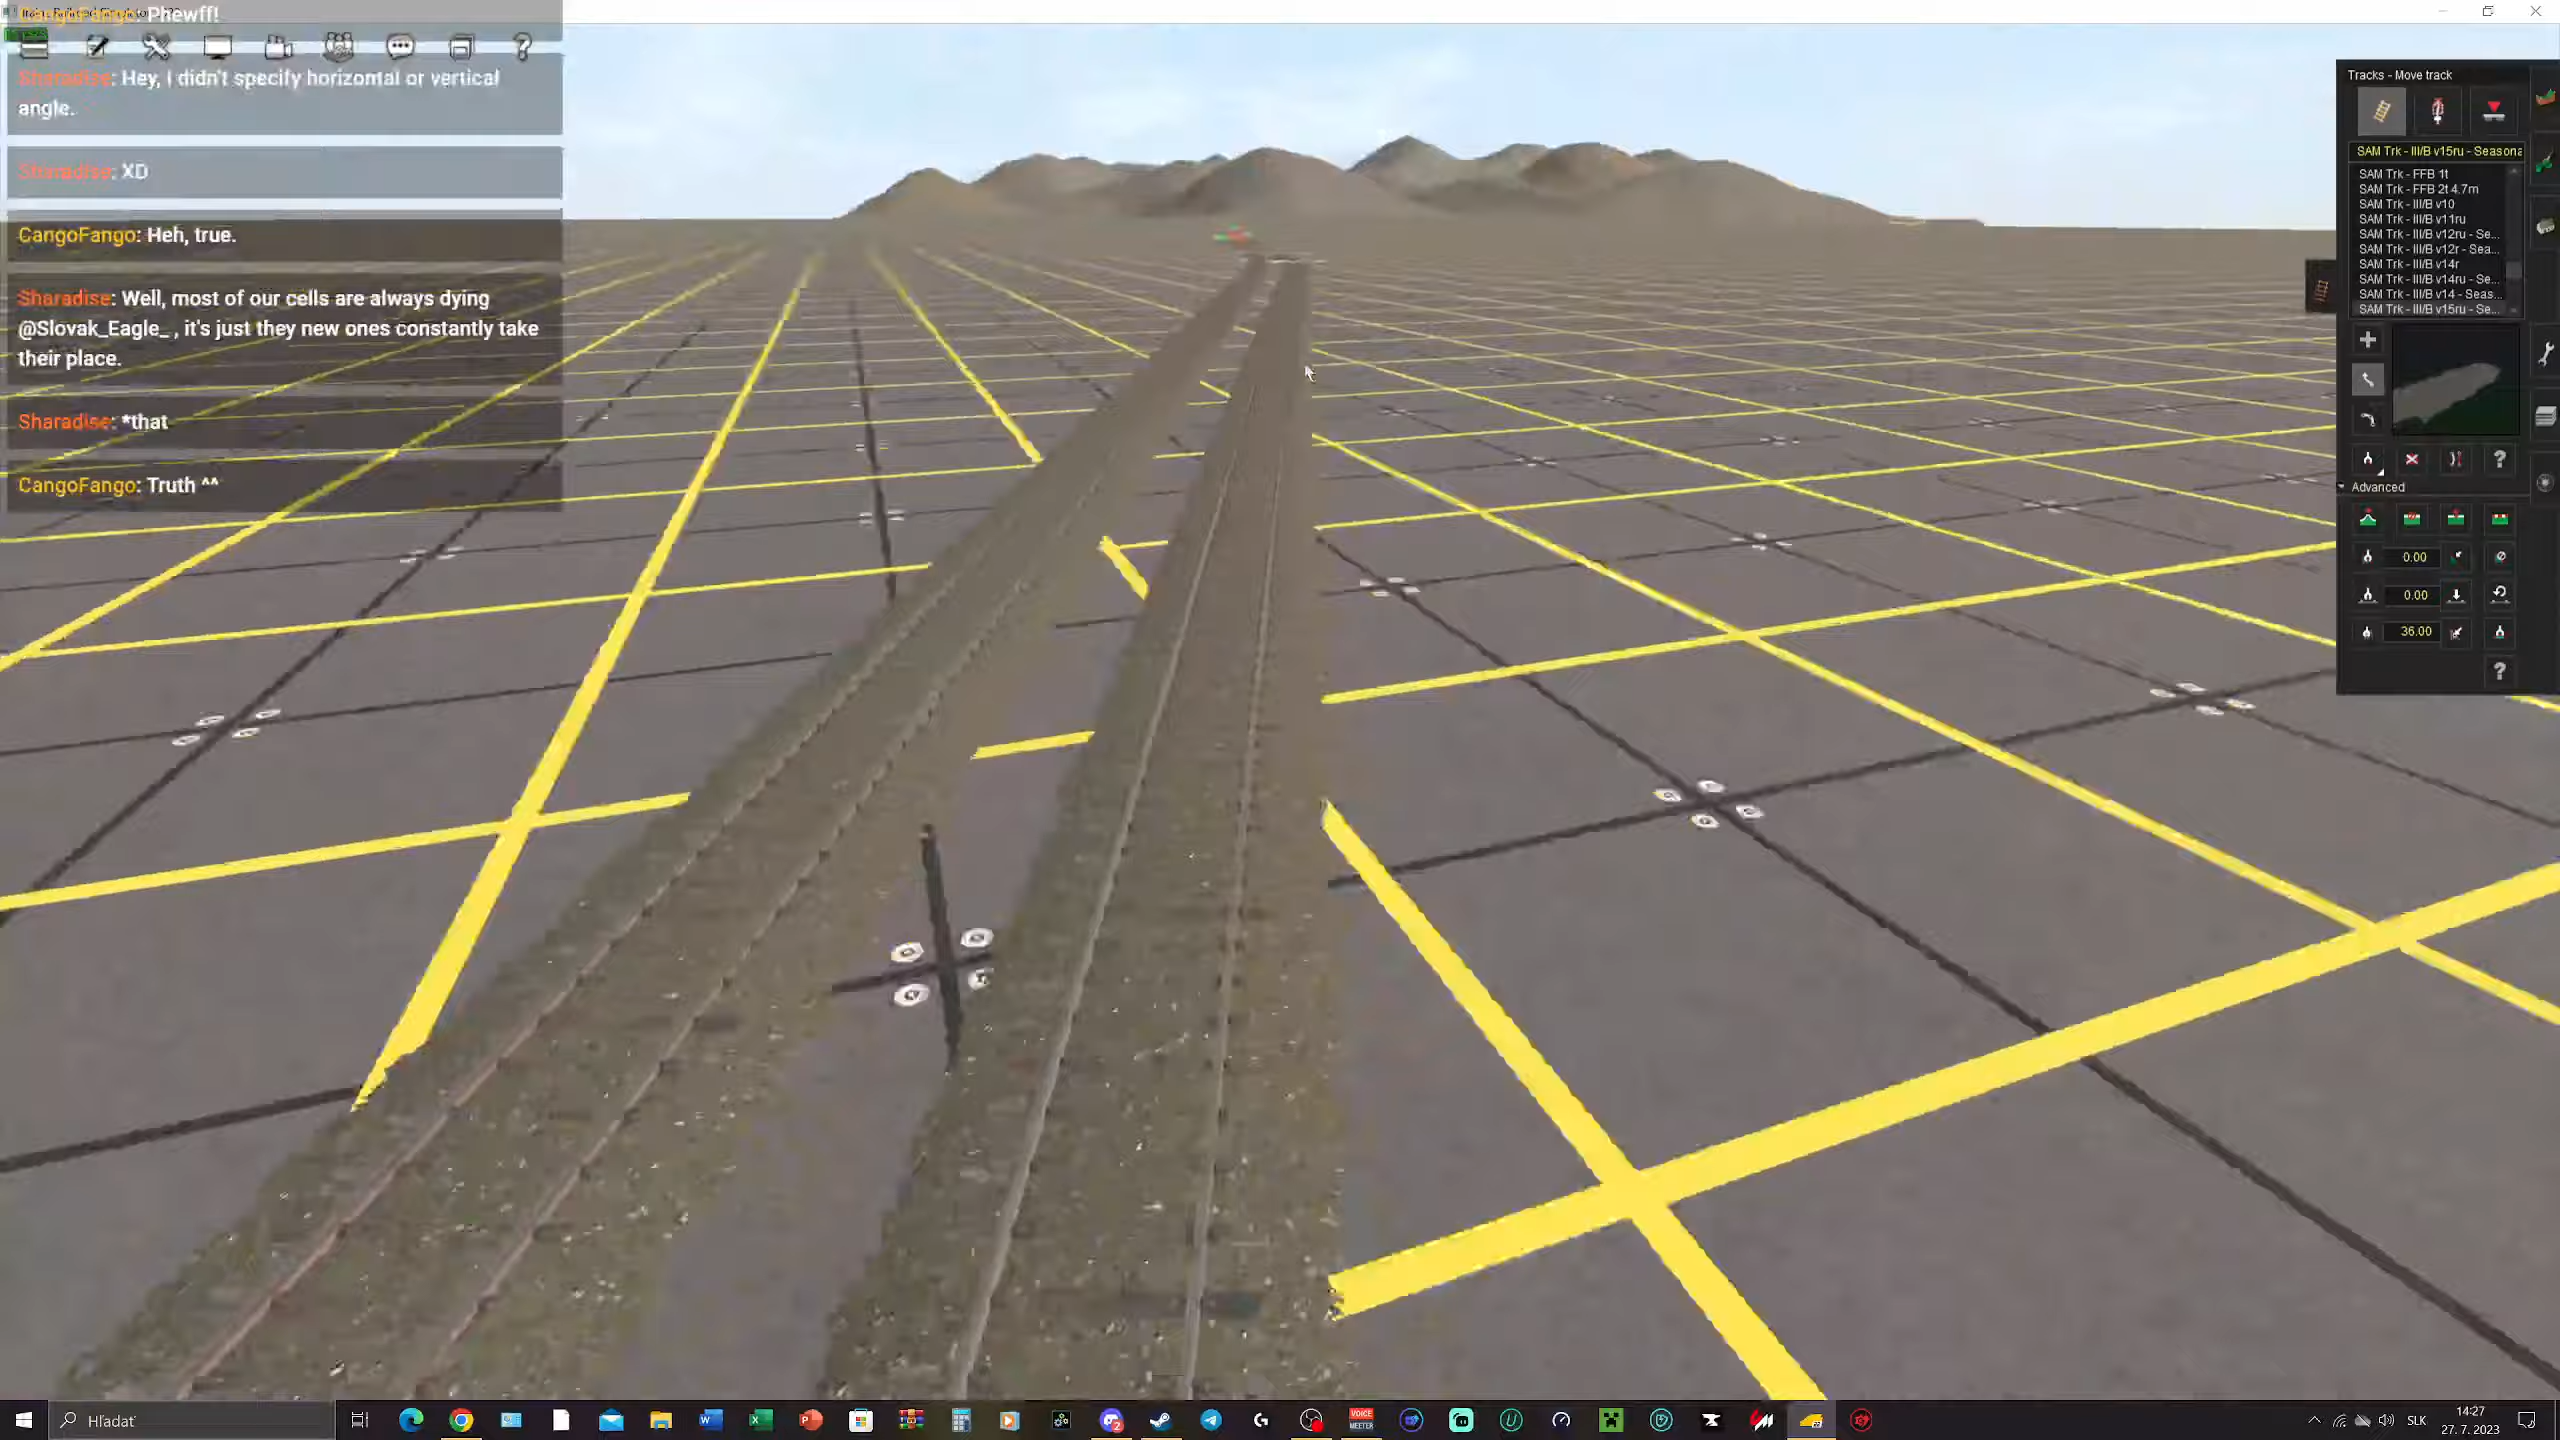 CangoFango: Phewff!
Sharadise: Hey, I didn't specify horizontal or vertical
angle.
Sharadise: XD
CangoFango: Heh, true.
Sharadise: Well, most of our cells are always dying
@Slovak_Eagle_ , it's just they new ones constantly take
their place.
Sharadise: *that
CangoFango: Truth ^^
Tracks - Move track
SAM Trk - III/B v15ru - Seasona
SAM Trk - FFB 1t
SAM Trk - FFB 2t 4.7m
SAM Trk - III/B v10
SAM Trk - III/B v11ru
SAM Trk - III/B v12ru - Se...
SAM Trk - III/B v12r - Sea...
SAM Trk - III/B v14r
SAM Trk - III/B v14ru - Se...
SAM Trk - III/B v14 - Seas...
SAM Trk - III/B v15ru - Se...
Advanced
0.00
0.00
36.00
Hľadať
VOICE
MEETER
SLK
14:27
27. 7. 2023